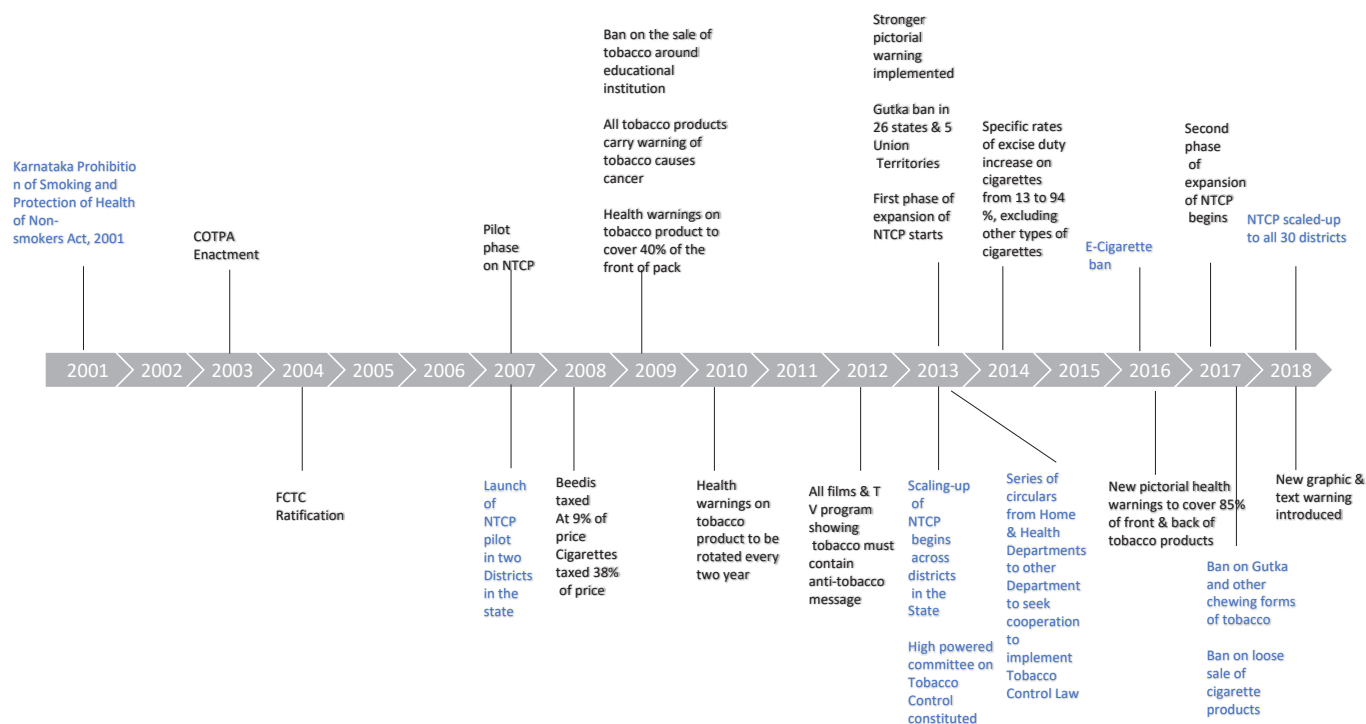 Karnataka Prohibitio
n of Smoking and
Protection of Health
of Non-
smokers Act, 2001
COTPA
Enactment
Pilot
phase
on NTCP
Ban on the sale of
tobacco around
educational
institution
All tobacco products
carry warning of
tobacco causes
cancer
Health warnings on
tobacco product to
cover 40% of the
front of pack
Stronger
pictorial
warning
implemented
Gutka ban in
26 states & 5
Union
Territories
First phase of
expansion of
NTCP starts
Specific rates
of excise duty
increase on
cigarettes
from 13 to 94
%, excluding
other types of
cigarettes
E-Cigarette
ban
Second
phase
of
expansion
of NTCP
begins
NTCP scaled-up
to all 30 districts
2001 2002 2003 2004 2005 2006 2007 2008 2009 2010 2011 2012 2013 2014 2015 2016 2017 2018
FCTC
Ratification
Launch
of
NTCP
pilot
in two
Districts
in the
state
Beedis
taxed
At 9% of
price
Cigarettes
taxed 38%
of price
Health
warnings on
tobacco
product to be
rotated every
two year
All films & T
V program
showing
tobacco must
contain
anti-tobacco
message
Scaling-up
of
NTCP
begins
across
districts
in the
State
High powered
committee on
Tobacco
Control
constituted
Series of
circulars
from Home
& Health
Departments
to other
Department
to seek
cooperation
to
implement
Tobacco
Control Law
New pictorial health
warnings to cover 85%
of front & back of
tobacco products
Ban on Gutka
and other
chewing forms
of tobacco
Ban on loose
sale of
cigarette
products
New graphic &
text warning
introduced